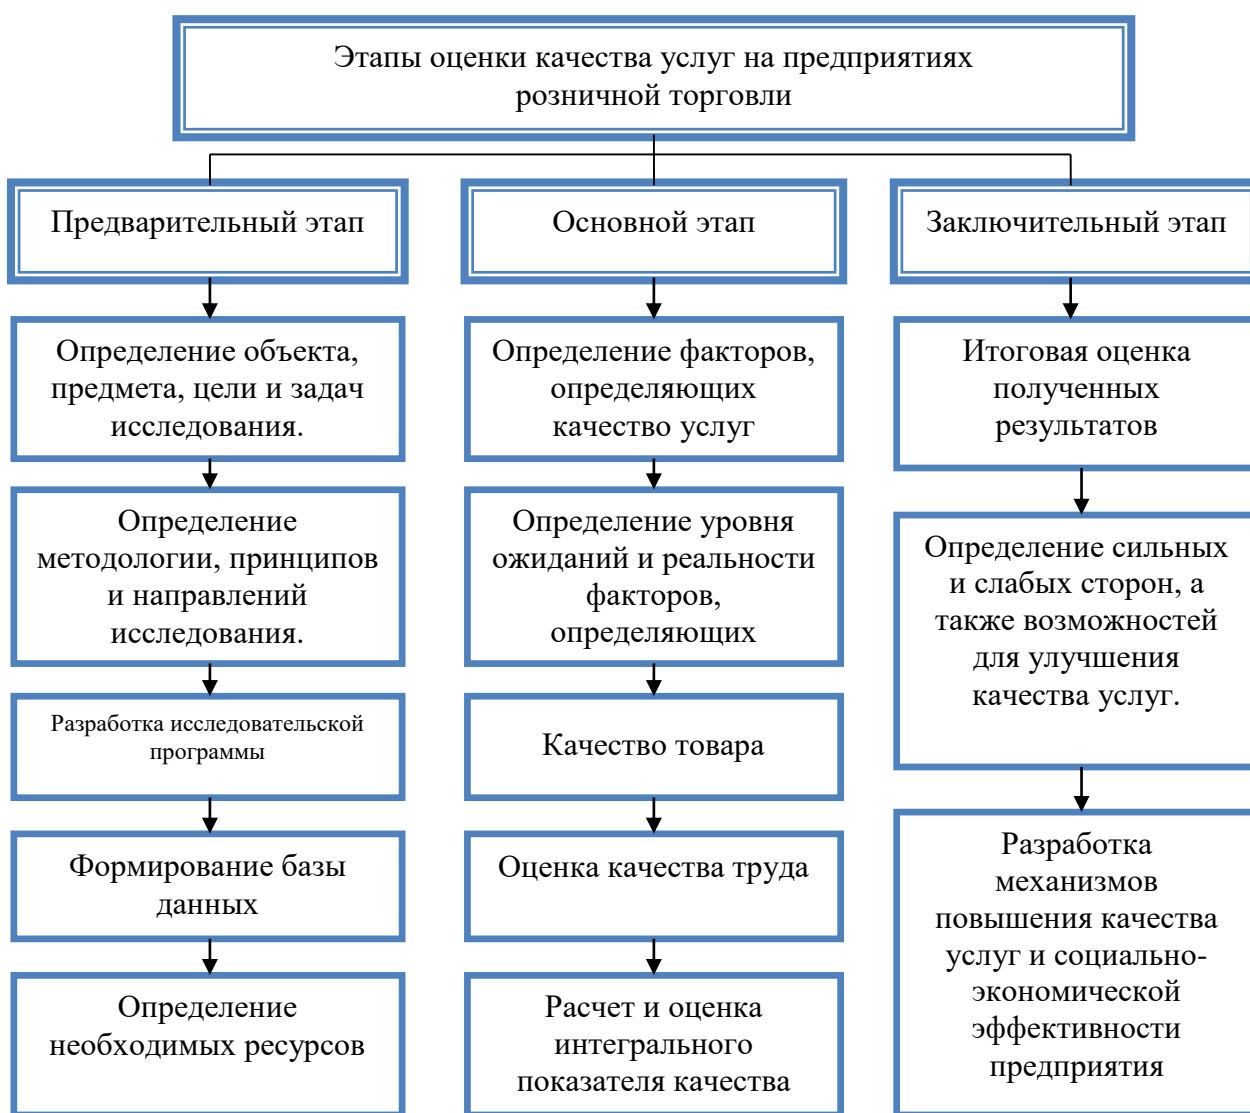 Этапы оценки качества услуг на предприятиях
розничной торговли
Предварительный этап
Основной этап
Заключительный этап
Определение объекта,
предмета, цели и задач
исследования.
Определение
методологии, принципов
и направлений
исследования.
Разработка исследовательской
программы
Формирование базы
данных
Определение
необходимых ресурсов
Определение факторов,
определяющих
качество услуг
Определение уровня
ожиданий и реальности
факторов,
определяющих
Качество товара
Оценка качества труда
Расчет и оценка
интегрального
показателя качества
Итоговая оценка
полученных
результатов
Определение сильных
и слабых сторон, а
также возможностей
для улучшения
качества услуг.
Разработка
механизмов
повышения качества
услуг и социально-
экономической
эффективности
предприятия